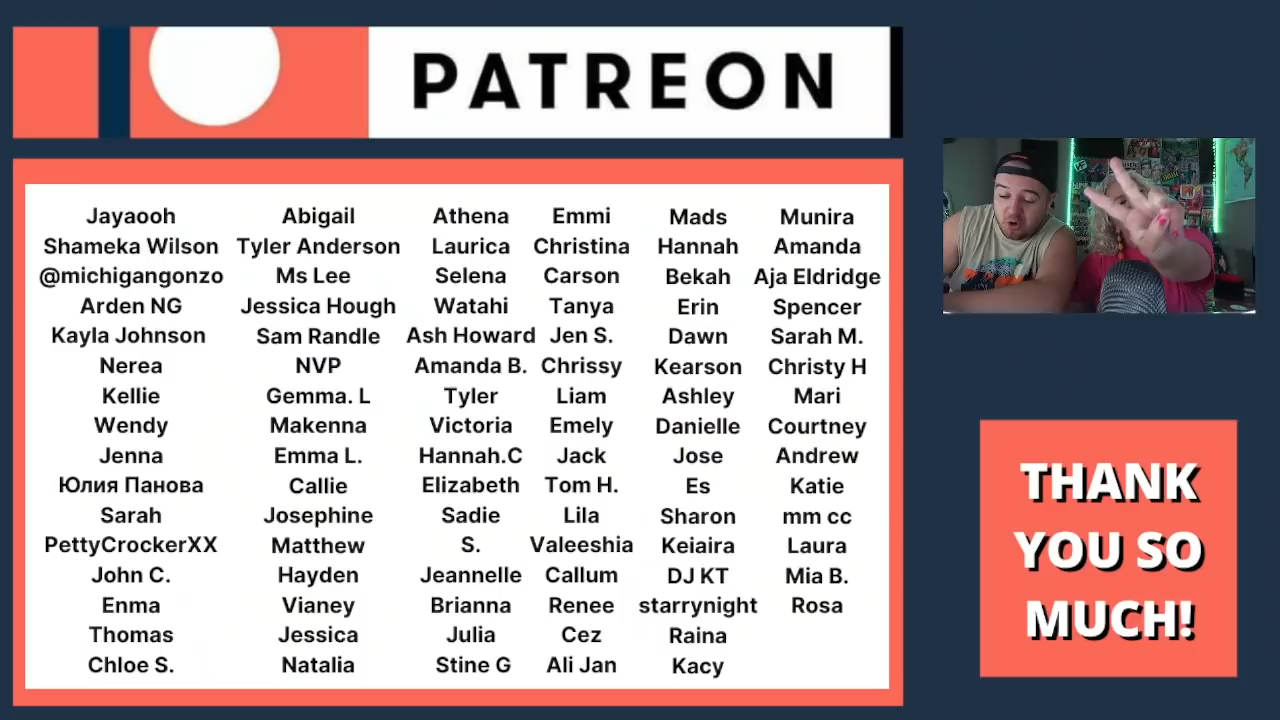 PATREON
Jayaooh
Shameka Wilson
@michigangonzo
Arden NG
Kayla Johnson
Nerea
Kellie
Wendy
Jenna
Юлия Панова
Sarah
PettyCrockerXX
John C.
Enma
Thomas
Chloe S.
Abigail
Tyler Anderson
Ms Lee
Jessica Hough
Sam Randle
NVP
Gemma. L
Makenna
Emma L.
Callie
Josephine
Matthew
Hayden
Vianey
Jessica
Natalia
Athena
Laurica
Selena
Watahi
Ash Howard
Amanda B.
Tyler
Victoria
Hannah.C
Elizabeth
Sadie
S.
Jeannelle
Brianna
Julia
Stine G
Emmi
Christina
Carson
Tanya
Jen S.
Chrissy
Liam
Emely
Jack
Tom H.
Lila
Valeeshia
Callum
Renee
Cez
Ali Jan
Mads
Hannah
Bekah
Erin
Dawn
Kearson
Ashley
Danielle
Jose
Es
Sharon
Keiaira
DJ KT
starrynight
Raina
Kacy
Munira
Amanda
Aja Eldridge
Spencer
Sarah M.
Christy H
Mari
Courtney
Andrew
Katie
mm cc
Laura
Mia B.
Rosa
THANK
YOU SO
MUCH!